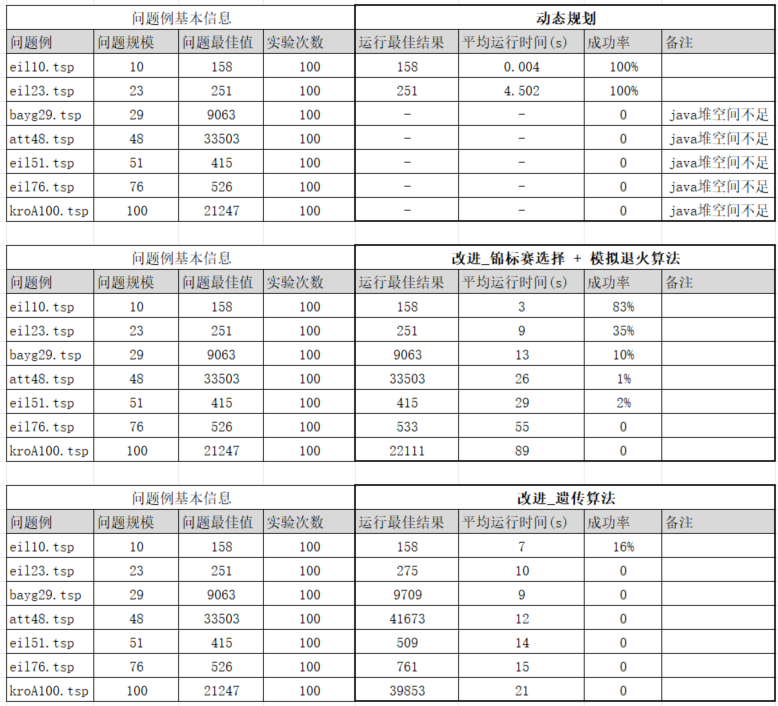 问题例基本信息 动态规划
问题例 问题规模 问题最佳值 实验次数 运行最佳结果 平均运行时间(s) 成功率 备注
eil10.tsp 10 158 100 158 0.004 100%
eil23.tsp 23 251 100 251 4.502 100%
bayg29.tsp 29 9063 100 - - 0 java堆空间不足
att48.tsp 48 33503 100 - - 0 java堆空间不足
eil51.tsp 51 415 100 - - 0 java堆空间不足
eil76.tsp 76 526 100 - - 0 java堆空间不足
kroA100.tsp 100 21247 100 - - 0 java堆空间不足
问题例基本信息 改进_锦标赛选择 + 模拟退火算法
问题例 问题规模 问题最佳值 实验次数 运行最佳结果 平均运行时间(s) 成功率 备注
eil10.tsp 10 158 100 158 3 83%
eil23.tsp 23 251 100 251 9 35%
bayg29.tsp 29 9063 100 9063 13 10%
att48.tsp 48 33503 100 33503 26 1%
eil51.tsp 51 415 100 415 29 2%
eil76.tsp 76 526 100 533 55 0
kroA100.tsp 100 21247 100 22111 89 0
问题例基本信息 改进_遗传算法
问题例 问题规模 问题最佳值 实验次数 运行最佳结果 平均运行时间(s) 成功率 备注
eil10.tsp 10 158 100 158 7 16%
eil23.tsp 23 251 100 275 10 0
bayg29.tsp 29 9063 100 9709 9 0
att48.tsp 48 33503 100 41673 12 0
eil51.tsp 51 415 100 509 14 0
eil76.tsp 76 526 100 761 15 0
kroA100.tsp 100 21247 100 39853 21 0